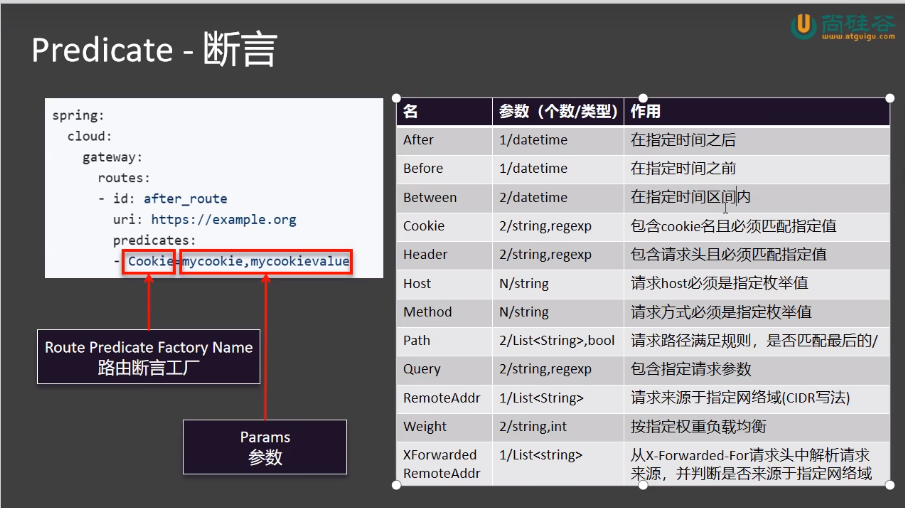 Predicate - 断言
尚硅谷
www.atguigu.com
spring:
cloud:
gateway:
routes:
- id: after_route
uri: https://example.org
predicates:
- Cookie=mycookie,mycookievalue
Route Predicate Factory Name
路由断言工厂
Params
参数
名 参数（个数/类型） 作用
After 1/datetime 在指定时间之后
Before 1/datetime 在指定时间之前
Between 2/datetime 在指定时间区间内
Cookie 2/string,regexp 包含cookie名且必须匹配指定值
Header 2/string,regexp 包含请求头且必须匹配指定值
Host N/string 请求host必须是指定枚举值
Method N/string 请求方式必须是指定枚举值
Path 2/List<String>,bool 请求路径满足规则，是否匹配最后的/
Query 2/string,regexp 包含指定请求参数
RemoteAddr 1/List<String> 请求来源于指定网络域(CIDR写法)
Weight 2/string,int 按指定权重负载均衡
XForwarded 1/List<string> 从X-Forwarded-For请求头中解析请求
RemoteAddr 来源，并判断是否来源于指定网络域